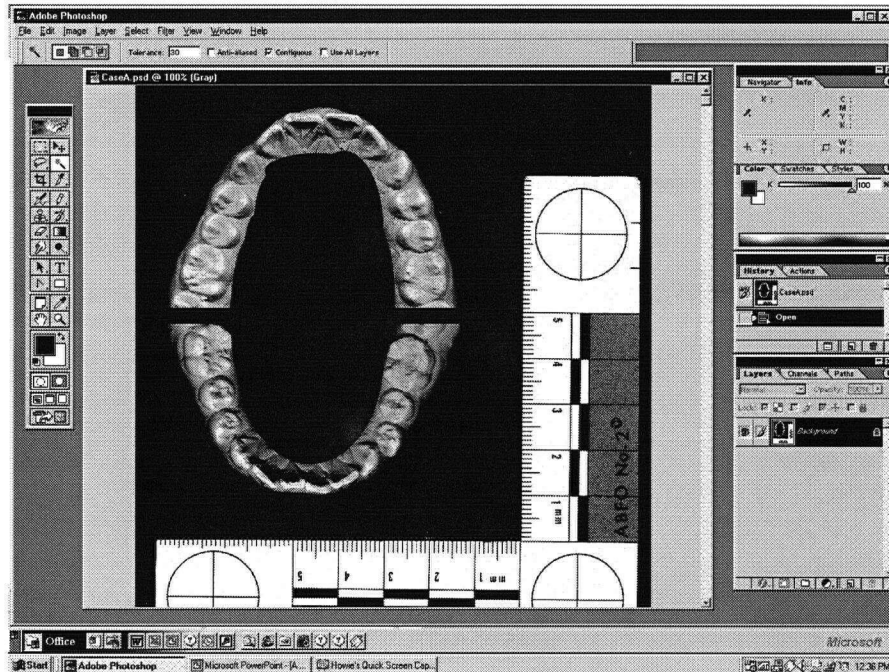 Adobe Photoshop
File Edit Image Layer Select Filter View Window Help
Tolerance: 30 Anti-aliased Contiguous Use All Layers
CaseA.psd @ 100% (Gray)
Navigator Info
X :
Y :
C :
M :
Y :
K :
X :
Y :
W :
H :
Color Swatches Styles
K 100 %
History Actions
CaseA.psd
Open
Layers Channels Paths
Normal Opacity: 100%
Lock:
Background
5
4
3
2
1 mm
ABFO No. 2
5
4
3
2
1 mm
Office
Microsoft
Start Adobe Photoshop Microsoft PowerPoint - [A... Howie's Quick Screen Cap...